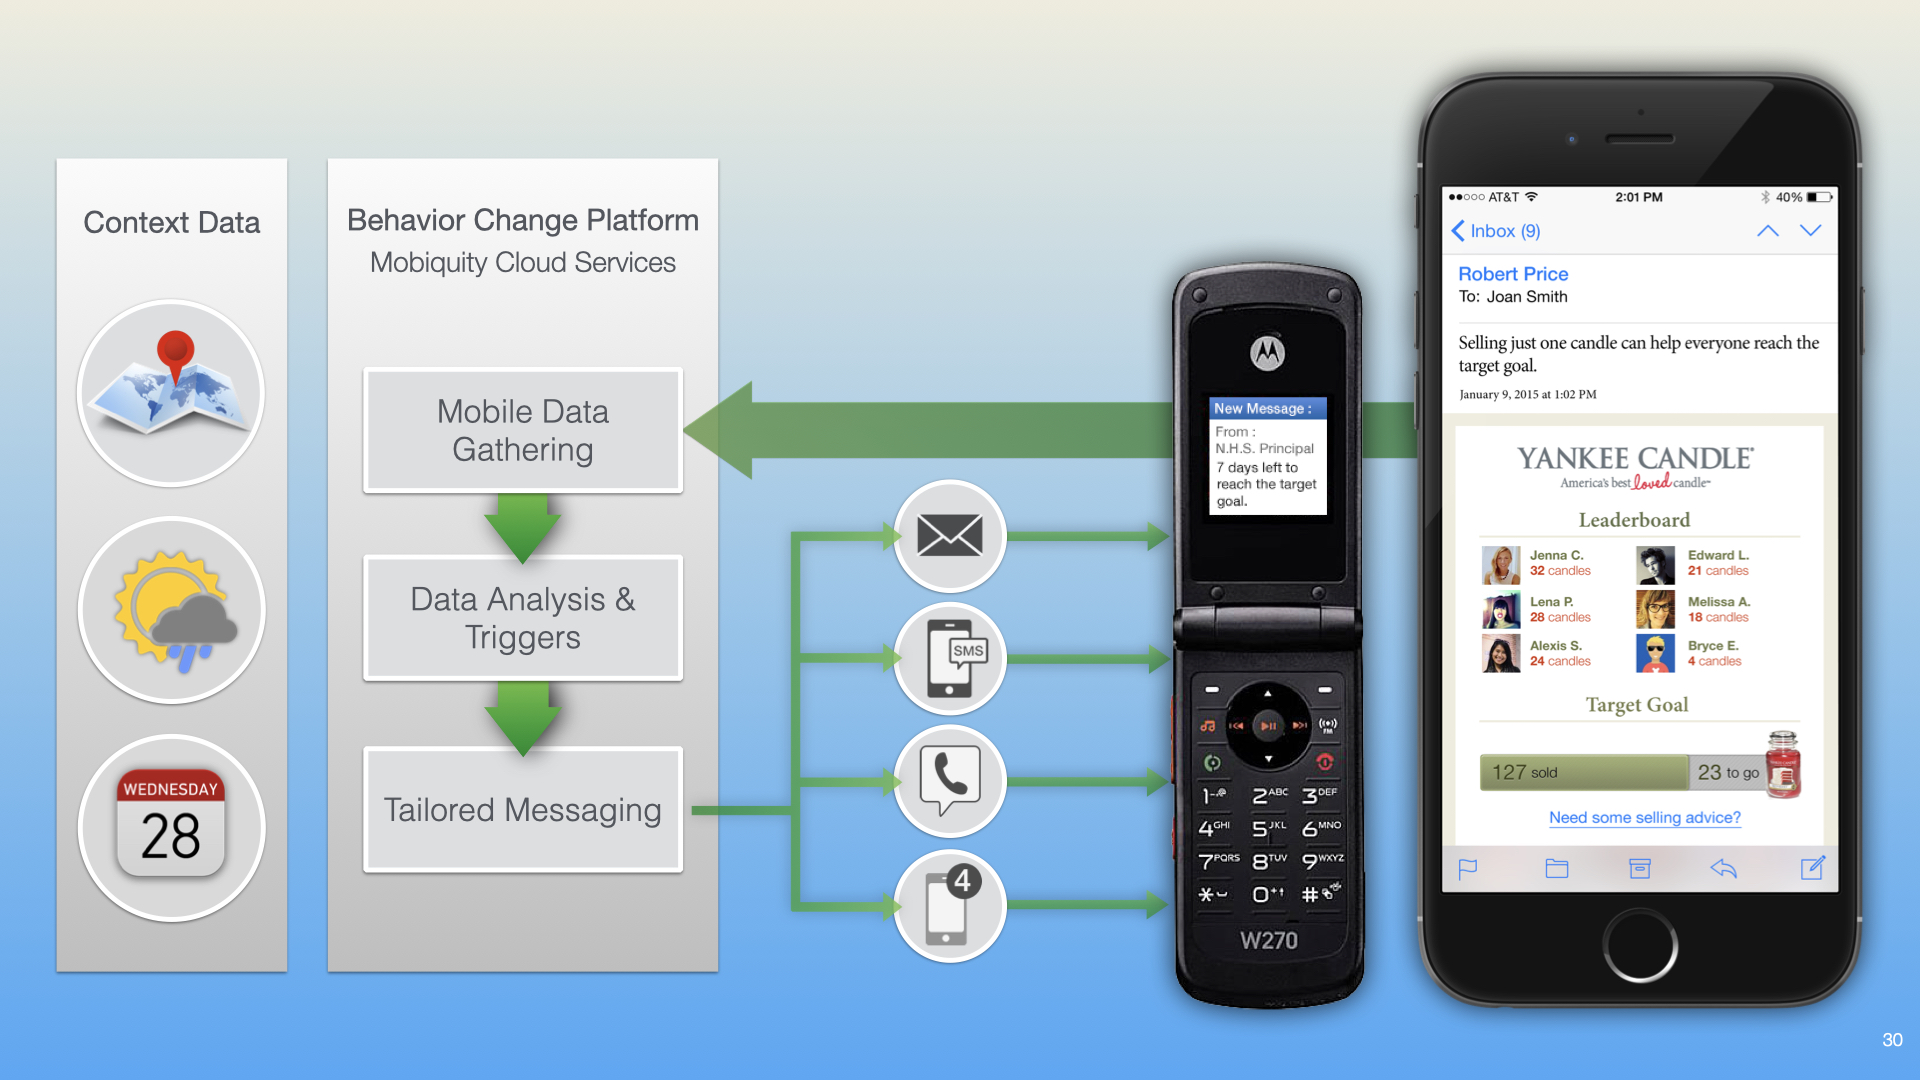 Context Data
WEDNESDAY
28
Behavior Change Platform
Mobiquity Cloud Services
Mobile Data
Gathering
Data Analysis &
Triggers
Tailored Messaging
SMS
4
New Message :
From :
N.H.S. Principal
7 days left to
reach the target
goal.
FM
1 2ABC 3DEF
4GHI 5JKL 6MNO
7PQRS 8TUV 9WXYZ
* 0 #
W270
AT&T 2:01 PM 40%
Inbox (9)
Robert Price
To: Joan Smith
Selling just one candle can help everyone reach the
target goal.
January 9, 2015 at 1:02 PM
YANKEE CANDLE®
America's best loved candle™
Leaderboard
Jenna C.
32 candles
Edward L.
21 candles
Lena P.
28 candles
Melissa A.
18 candles
Alexis S.
24 candles
Bryce E.
4 candles
Target Goal
127 sold
23 to go
Need some selling advice?
30